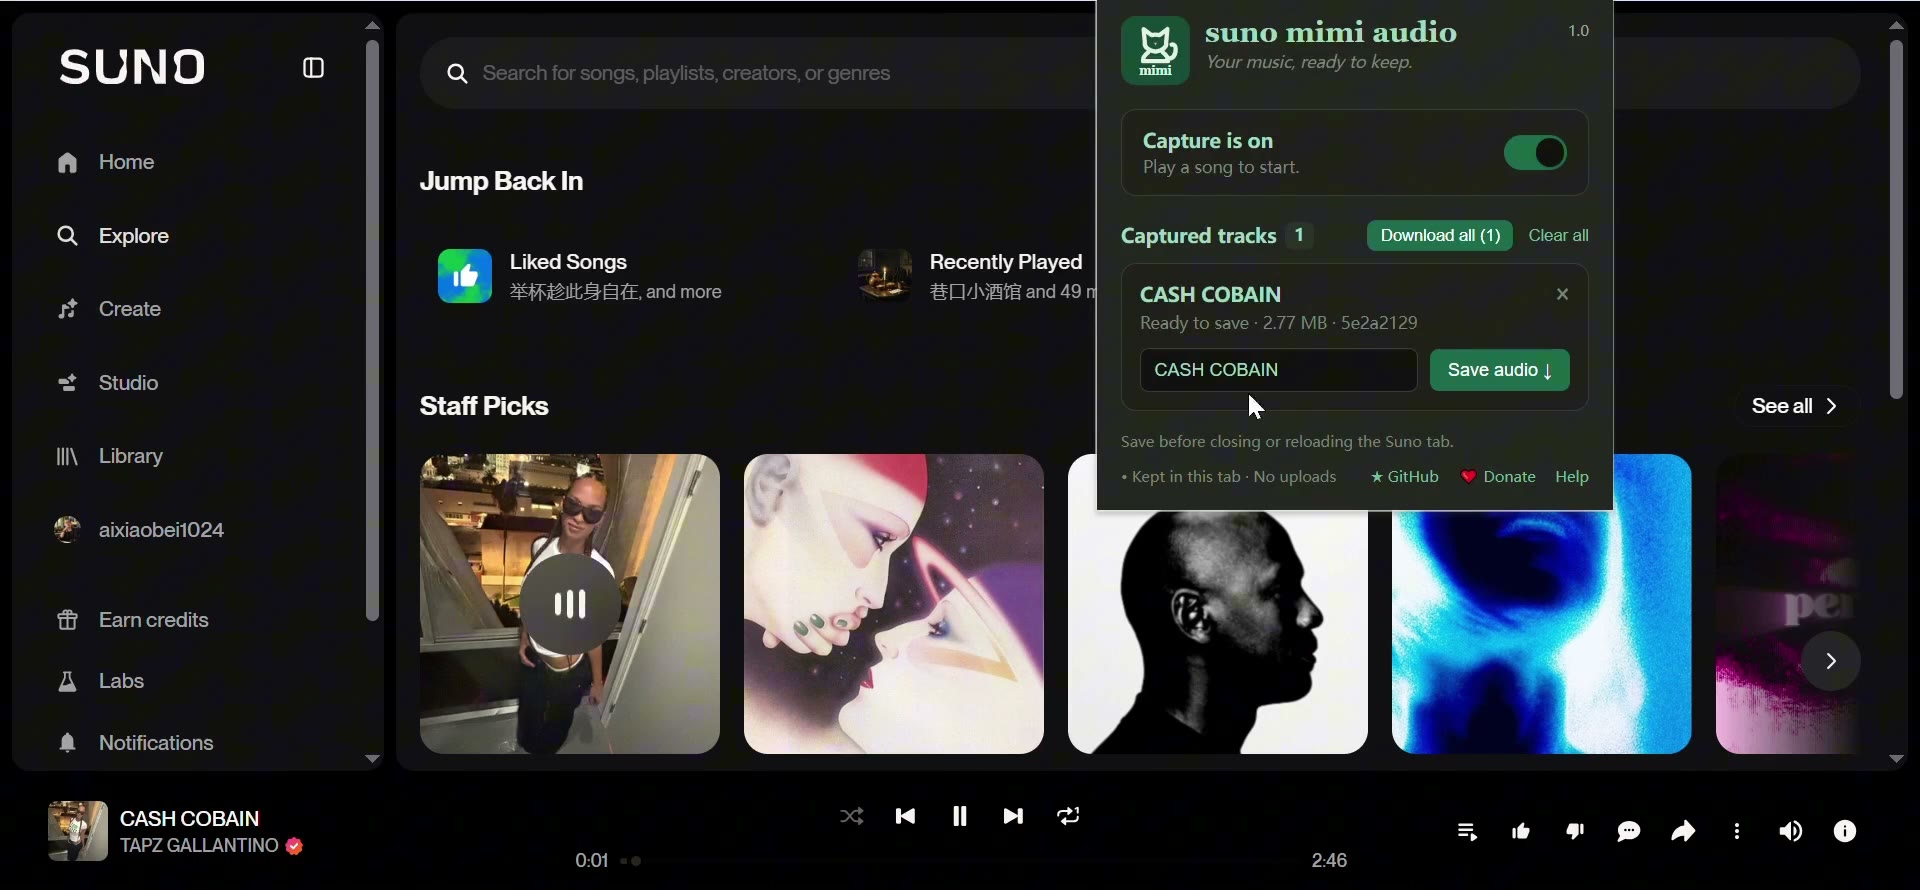 SUNO
Home
Explore
Create
Studio
Library
aixiaobei1024
Earn credits
Labs
Notifications
Search for songs, playlists, creators, or genres
Jump Back In
Liked Songs
举杯趁此身自在, and more
Recently Played
巷口小酒馆 and 49 m
Staff Picks
See all
mimi
suno mimi audio
1.0
Your music, ready to keep.
Capture is on
Play a song to start.
Captured tracks 1
Download all (1)
Clear all
CASH COBAIN
×
Ready to save · 2.77 MB · 5e2a2129
CASH COBAIN
Save audio ↓
Save before closing or reloading the Suno tab.
• Kept in this tab · No uploads
★ GitHub
❤ Donate
Help
CASH COBAIN
TAPZ GALLANTINO
0:01
2:46